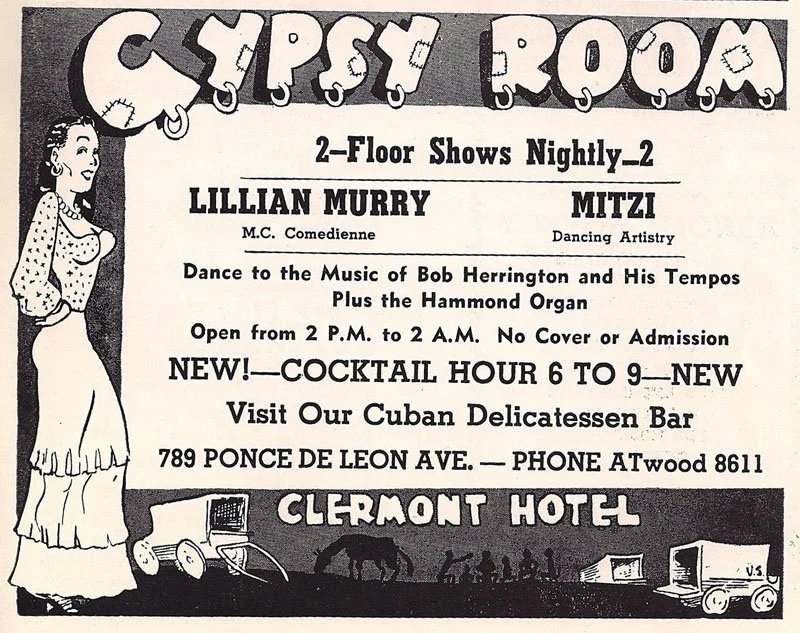 GYPSY ROOM
2–Floor Shows Nightly–2
LILLIAN MURRY MITZI
M.C. Comedienne Dancing Artistry
Dance to the Music of Bob Herrington and His Tempos
Plus the Hammond Organ
Open from 2 P.M. to 2 A.M. No Cover or Admission
NEW!—COCKTAIL HOUR 6 TO 9—NEW
Visit Our Cuban Delicatessen Bar
789 PONCE DE LEON AVE. — PHONE ATwood 8611
CLERMONT HOTEL
U.S.